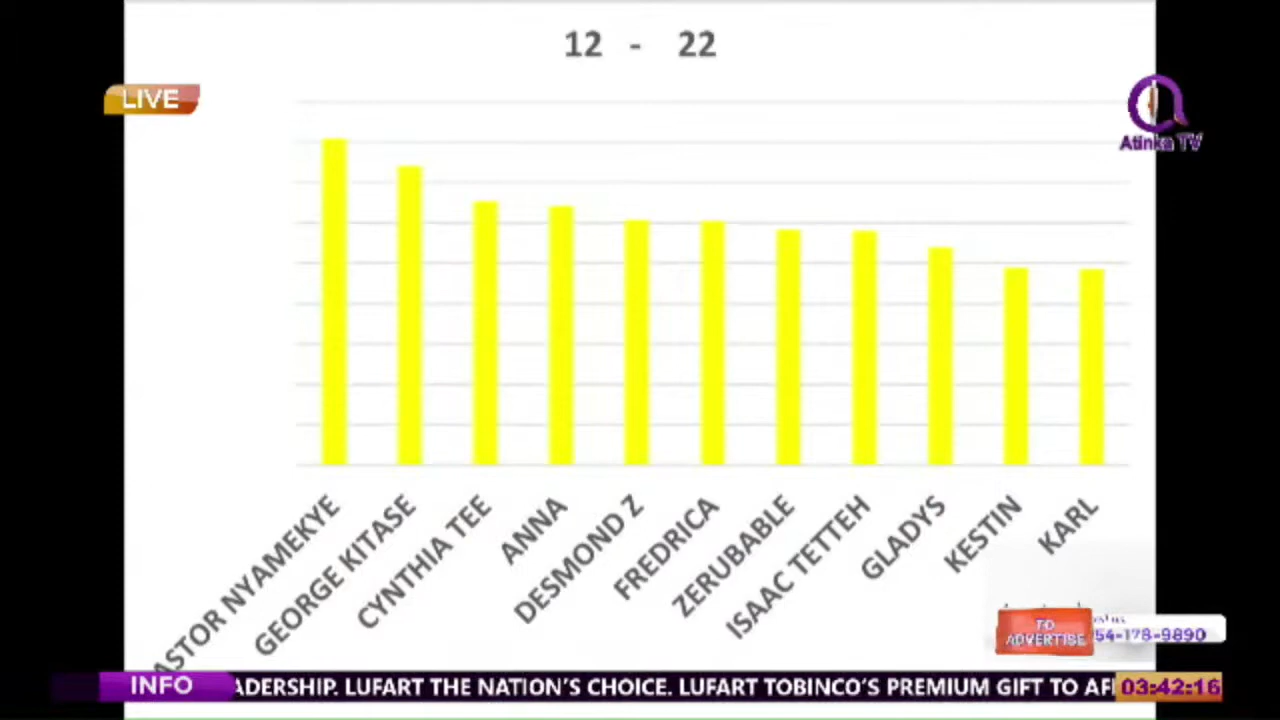 12 - 22
LIVE
Atinka TV
ASTOR NYAMEKYE
GEORGE KITASE
CYNTHIA TEE
ANNA
DESMOND Z
FREDRICA
ZERUBABLE
ISAAC TETTEH
GLADYS
KESTIN
KARL
TO
ADVERTISE
54-178-9890
INFO
ADERSHIP. LUFART THE NATION'S CHOICE. LUFART TOBINCO'S PREMIUM GIFT TO AF
03:42:16